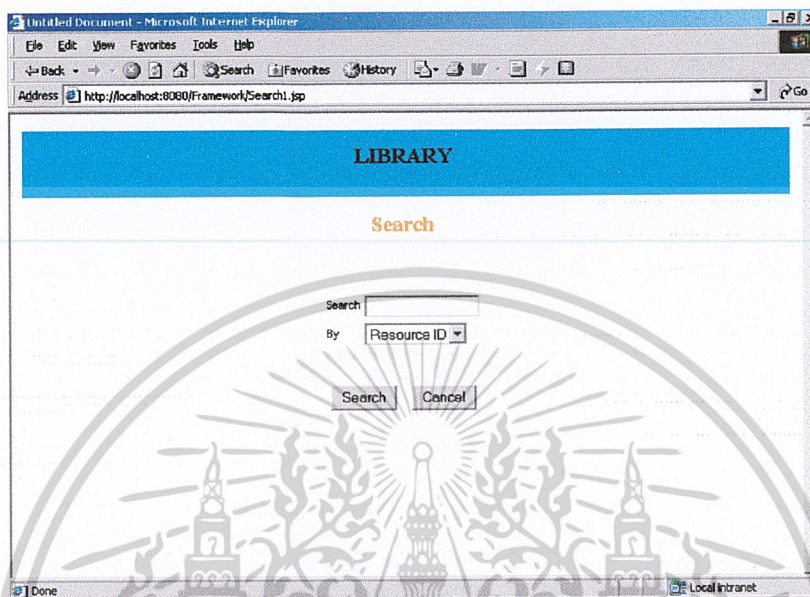 Untitled Document - Microsoft Internet Explorer
File Edit View Favorites Tools Help
Back Search Favorites History
Address http://localhost:8080/Framework/Search1.jsp Go
LIBRARY
Search
Search
By Resource ID
Search Cancel
Done Local intranet